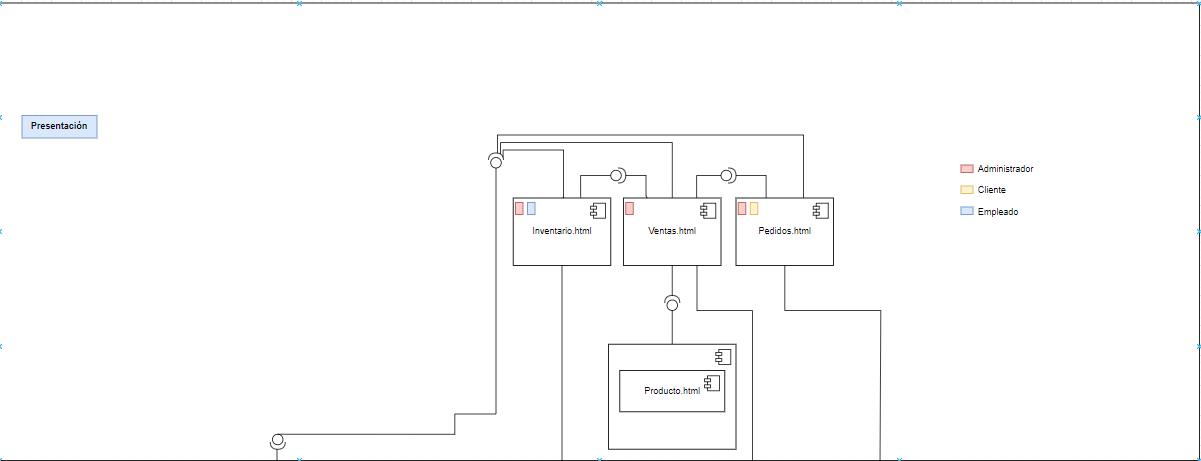 Presentación
Administrador
Cliente
Empleado
Inventario.html
Ventas.html
Pedidos.html
Producto.html